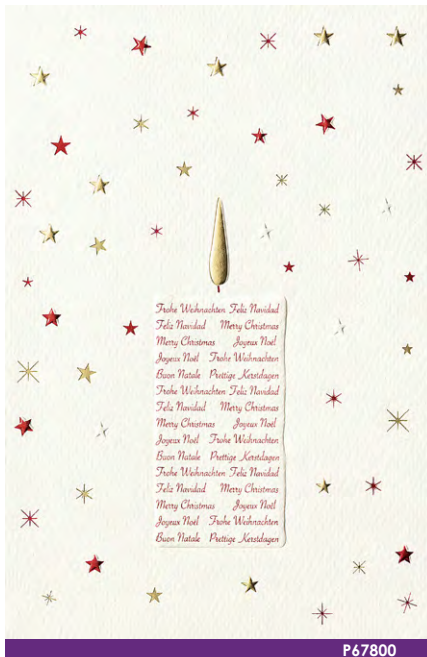 Frohe Weihnachten Feliz Navidad
Feliz Navidad Merry Christmas
Merry Christmas Joyeux Noël
Joyeux Noël Frohe Weihnachten
Buon Natale Prettige Kerstdagen
Frohe Weihnachten Feliz Navidad
Feliz Navidad Merry Christmas
Merry Christmas Joyeux Noël
Joyeux Noël Frohe Weihnachten
Buon Natale Prettige Kerstdagen
Frohe Weihnachten Feliz Navidad
Feliz Navidad Merry Christmas
Merry Christmas Joyeux Noël
Joyeux Noël Frohe Weihnachten
Buon Natale Prettige Kerstdagen
P67800